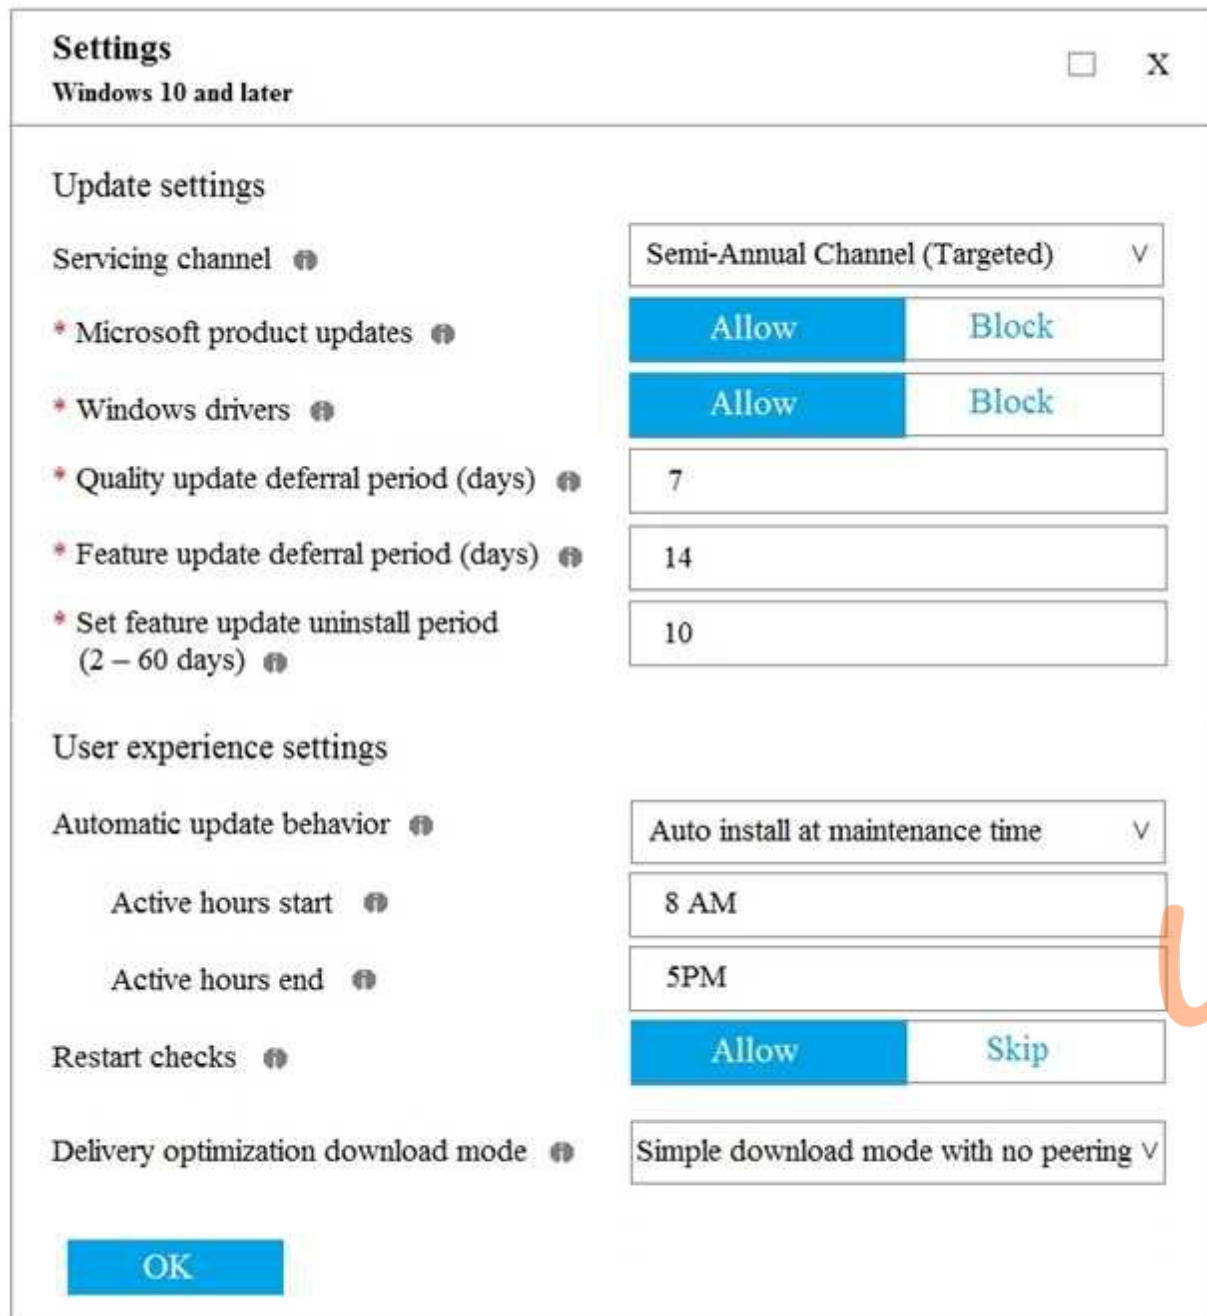 Settings
Windows 10 and later
X
Update settings
Servicing channel
Semi-Annual Channel (Targeted)
* Microsoft product updates
Allow
Block
* Windows drivers
Allow
Block
* Quality update deferral period (days)
7
* Feature update deferral period (days)
14
* Set feature update uninstall period
(2 – 60 days)
10
User experience settings
Automatic update behavior
Auto install at maintenance time
Active hours start
8 AM
Active hours end
5PM
Restart checks
Allow
Skip
Delivery optimization download mode
Simple download mode with no peering
OK